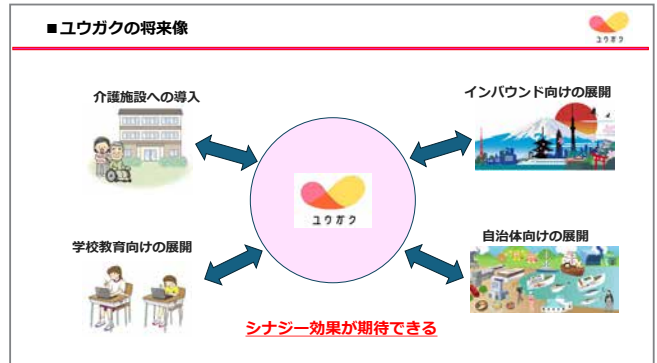 ■ユウガクの将来像
ユウガク
介護施設への導入
インバウンド向けの展開
ユウガク
学校教育向けの展開
自治体向けの展開
シナジー効果が期待できる